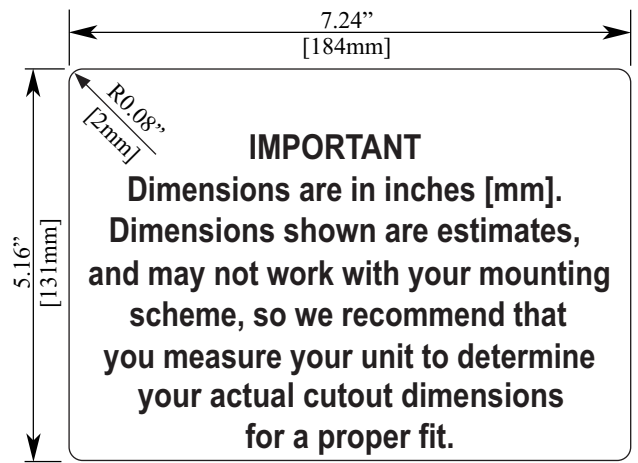 7.24”
[184mm]
R0.08”
[2mm]
5.16”
[131mm]
IMPORTANT
Dimensions are in inches [mm].
Dimensions shown are estimates,
and may not work with your mounting
scheme, so we recommend that
you measure your unit to determine
your actual cutout dimensions
for a proper fit.